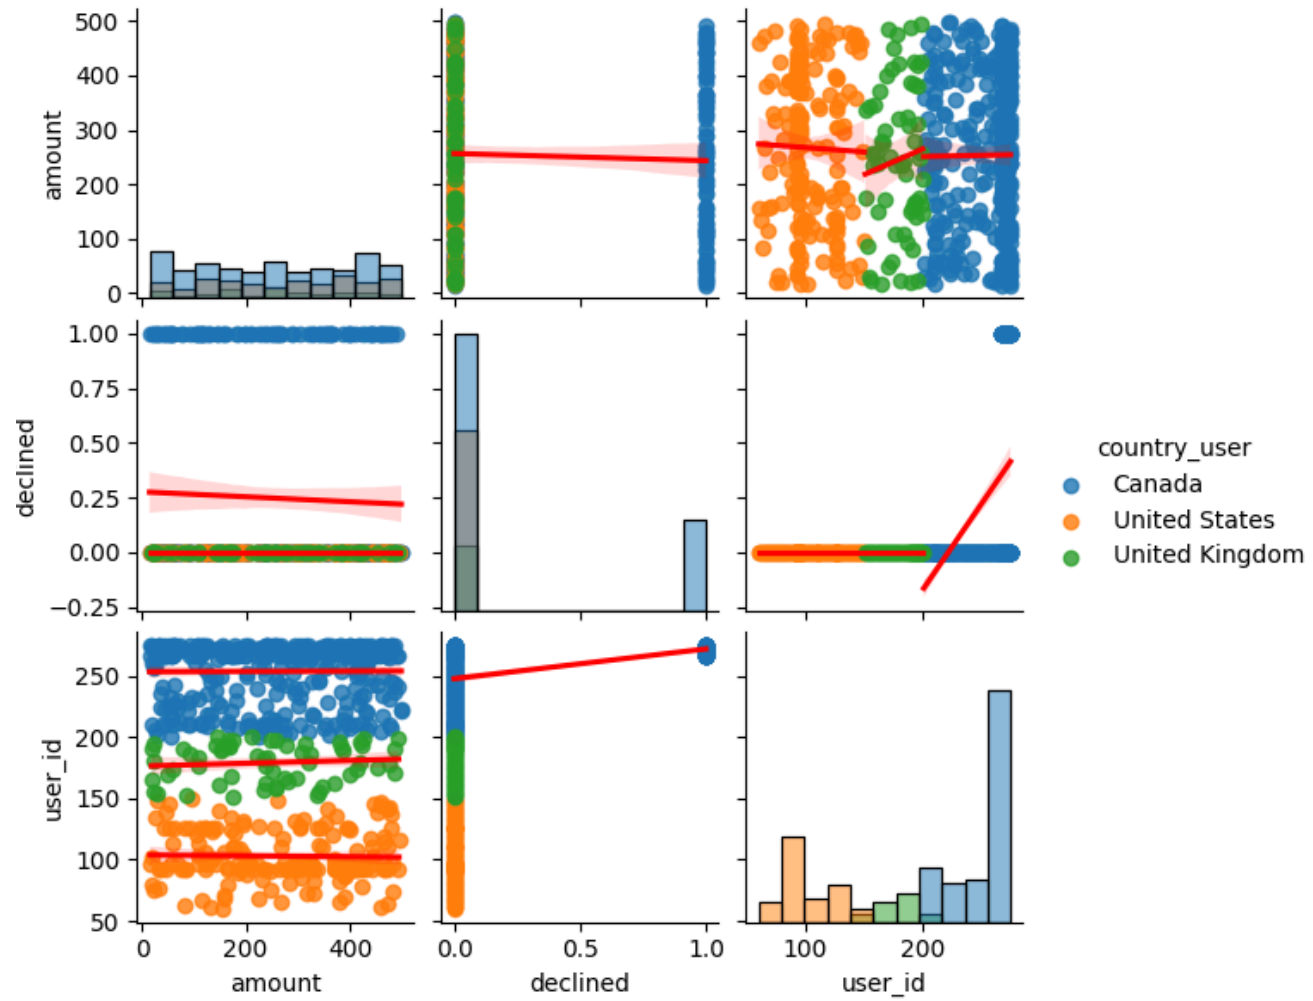 500
400
300
200
100
0
amount
1.00
0.75
0.50
0.25
0.00
−0.25
declined
country_user
Canada
United States
United Kingdom
250
200
150
100
50
user_id
0 200 400
0.0 0.5 1.0
100 200
amount declined user_id